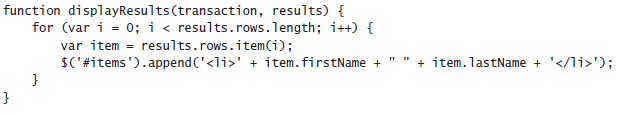 function displayResults(transaction, results) {
    for (var i = 0; i < results.rows.length; i++) {
        var item = results.rows.item(i);
        $('#items').append('<li>' + item.firstName + " " + item.lastName + '</li>');
    }
}